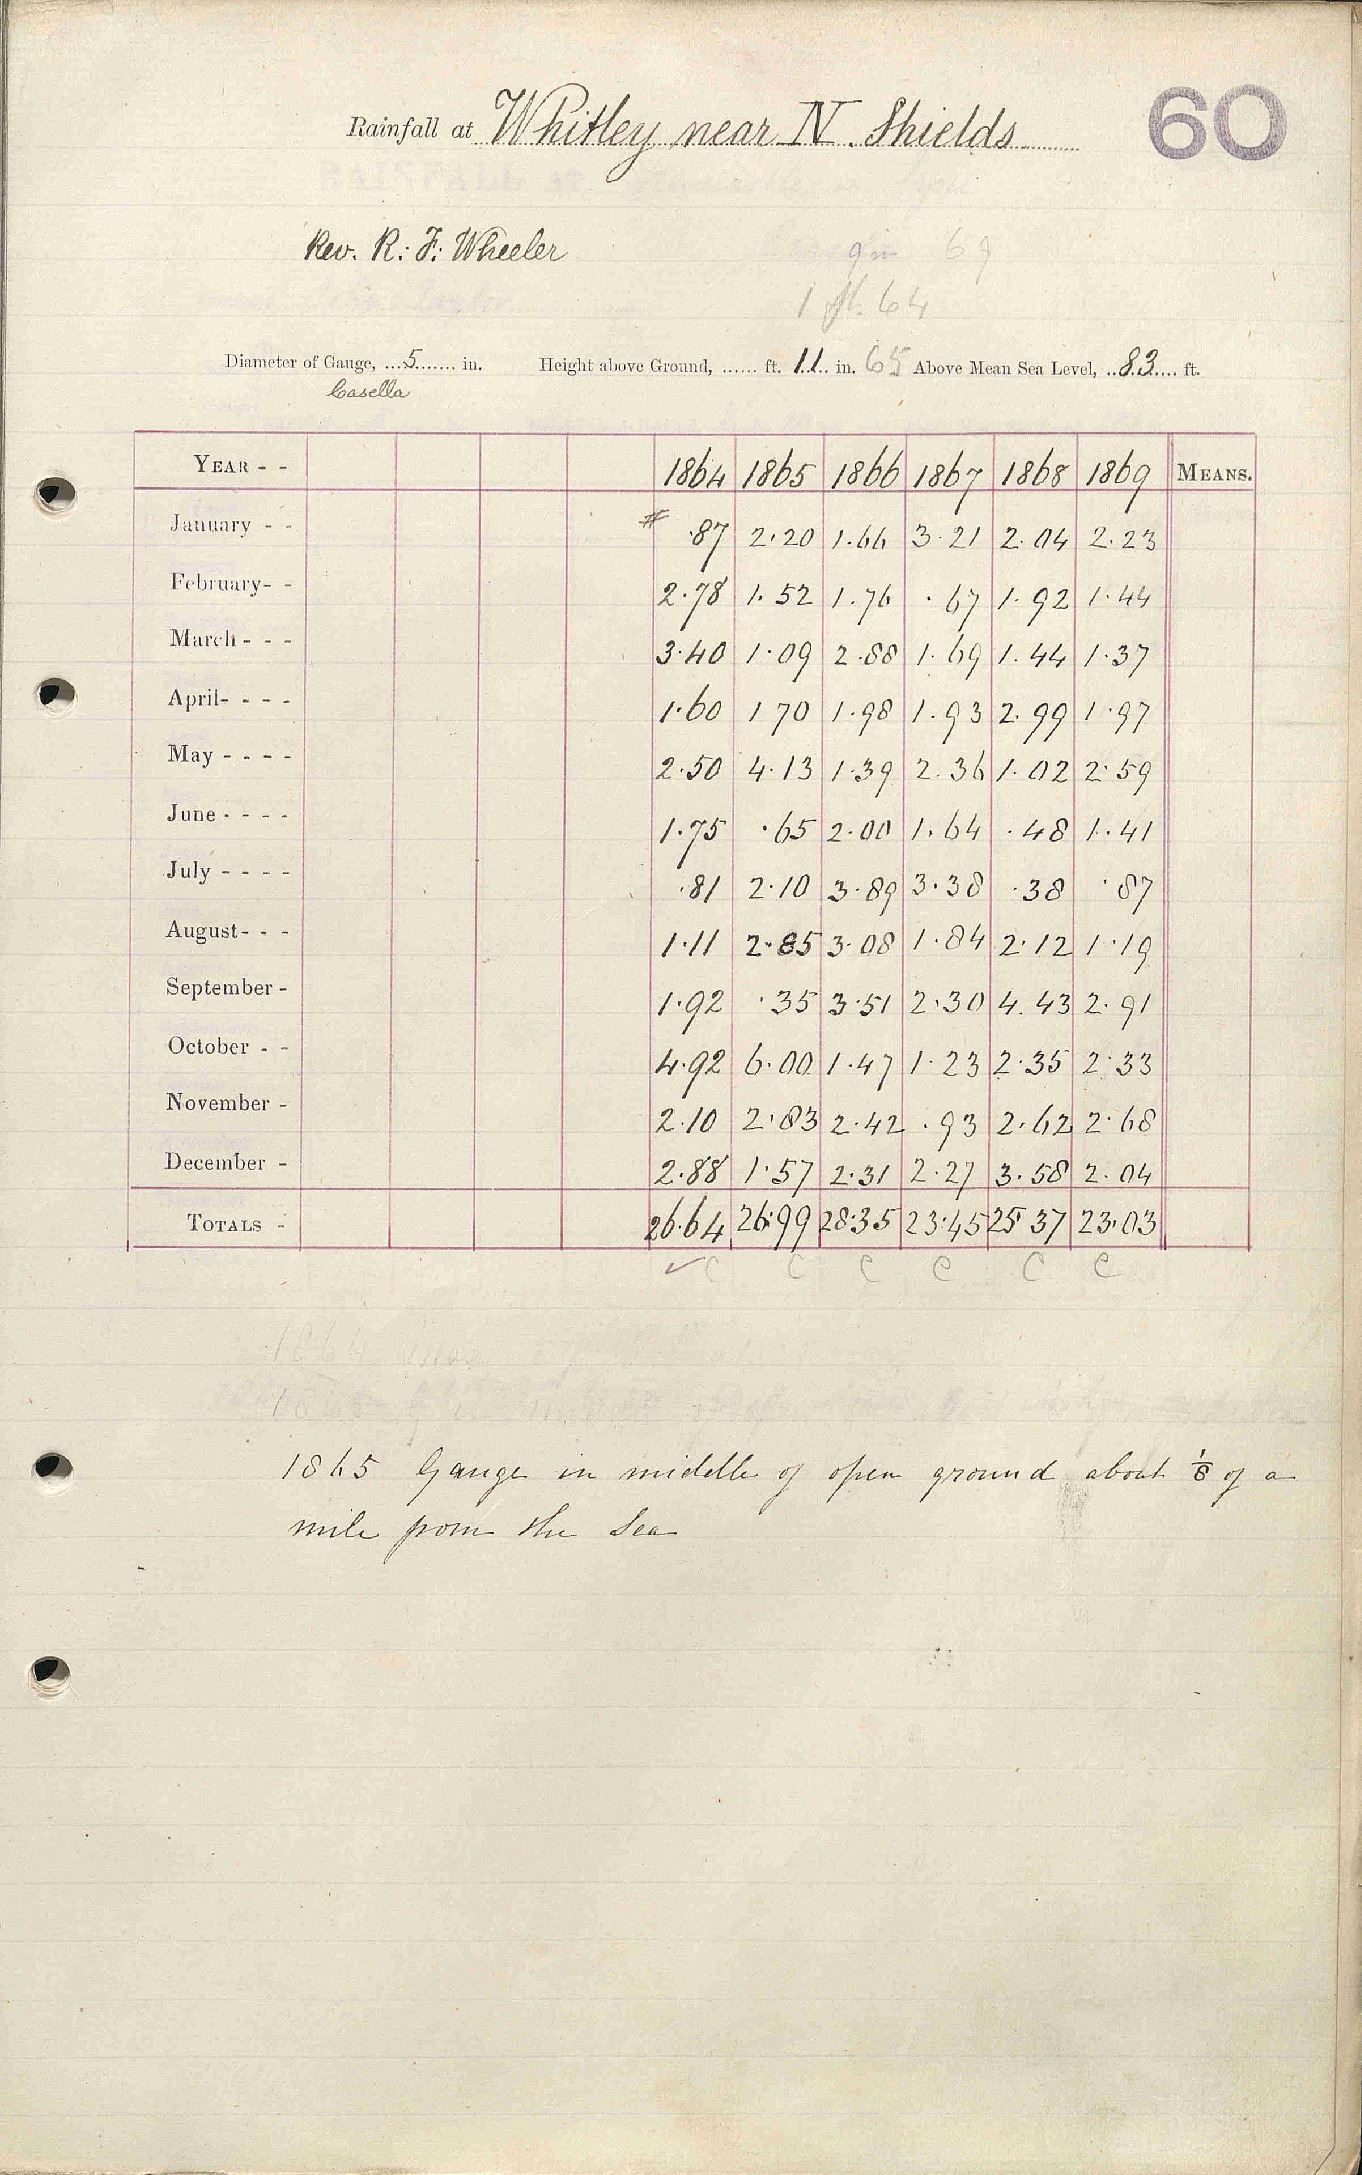 Rainfall at Whitley near N. Shields 60
Rev. R. F. Wheeler
9 in 69
1 ft. 64
Diameter of Gauge, ...5....... in. Height above Ground, ...... ft. 11 in. 65 Above Mean Sea Level, ..83.... ft.
Casella
YEAR - - 1864 1865 1866 1867 1868 1869 MEANS.
January - - # .87 2.20 1.66 3.21 2.04 2.23
February- - 2.78 1.52 1.76 .67 1.92 1.44
March - - - 3.40 1.09 2.88 1.69 1.44 1.37
April- - - - 1.60 1 70 1.98 1.93 2.99 1.97
May - - - - 2.50 4.13 1.39 2.36 1.02 2.59
June - - - - 1.75 .65 2.00 1.64 .48 1.41
July - - - - .81 2.10 3.89 3.38 .38 .87
August- - - 1.11 2.85 3.08 1.84 2.12 1.19
September - 1.92 .35 3.51 2.30 4.43 2.91
October - - 4.92 6.00 1.47 1.23 2.35 2.33
November - 2.10 2.83 2.42 .93 2.62 2.68
December - 2.88 1.57 2.31 2.27 3.58 2.04
TOTALS - 26.64 26.99 28.35 23.45 25.37 23.03
✓ C C C C C C
1864
1865
1865 Gauge in middle of open ground about 1/8 of a
mile from the Sea